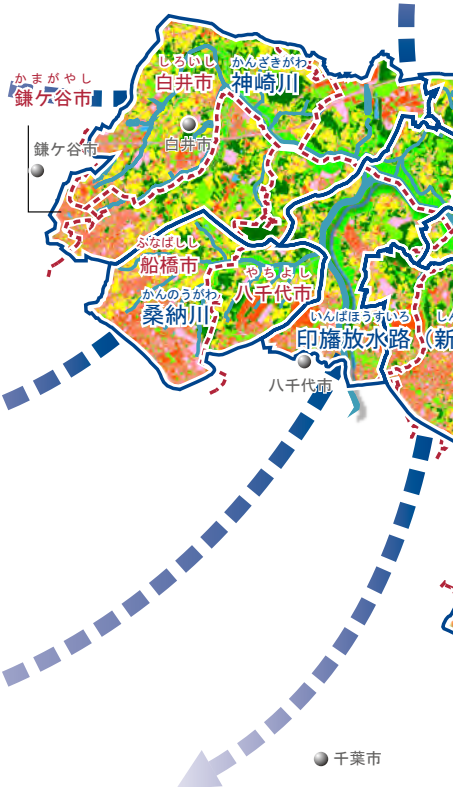 しろいし
白井市
かんざきがわ
神崎川
かまがやし
鎌ケ谷市
白井市
鎌ケ谷市
ふなばしし
船橋市
やちよし
八千代市
かんのうがわ
桑納川
いんばほうすいろ
印旛放水路
し
（新
八千代市
千葉市